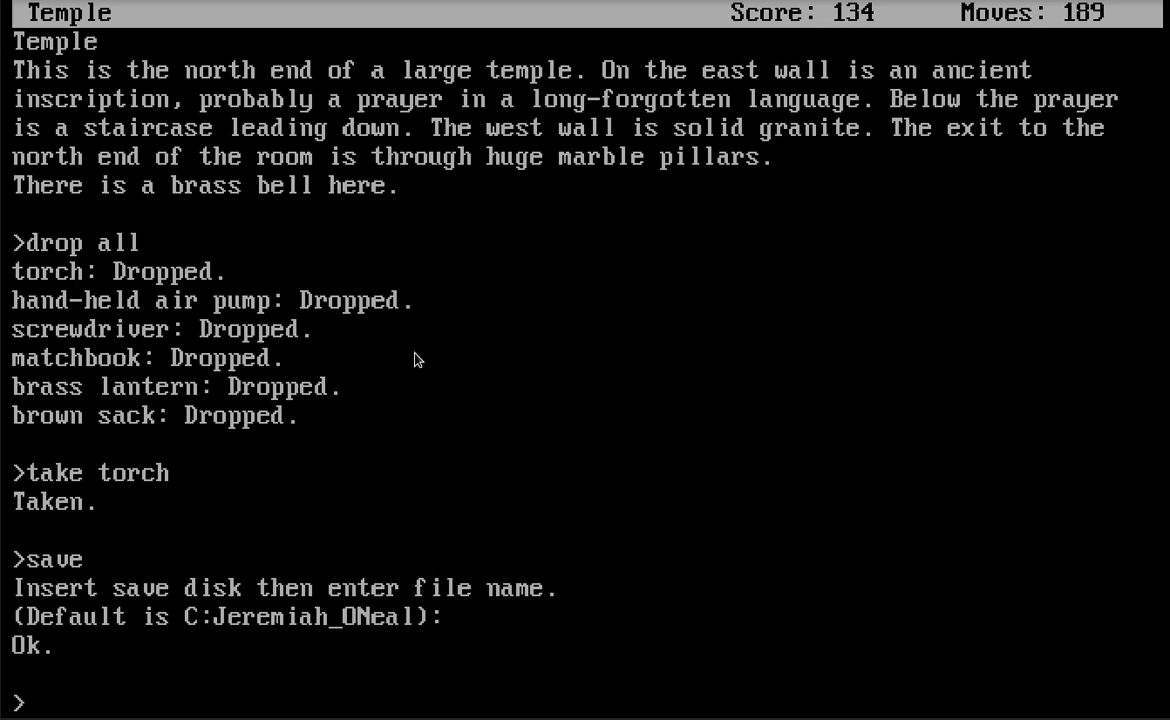 Temple Score: 134 Moves: 189
Temple
This is the north end of a large temple. On the east wall is an ancient
inscription, probably a prayer in a long-forgotten language. Below the prayer
is a staircase leading down. The west wall is solid granite. The exit to the
north end of the room is through huge marble pillars.
There is a brass bell here.
>drop all
torch: Dropped.
hand-held air pump: Dropped.
screwdriver: Dropped.
matchbook: Dropped.
brass lantern: Dropped.
brown sack: Dropped.
>take torch
Taken.
>save
Insert save disk then enter file name.
(Default is C:Jeremiah_ONeal):
Ok.
>